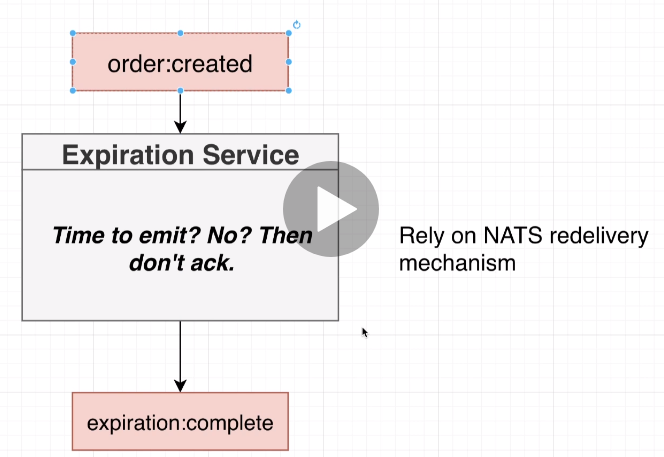 order:created
Expiration Service
Time to emit? No? Then
don't ack.
Rely on NATS redelivery
mechanism
expiration:complete